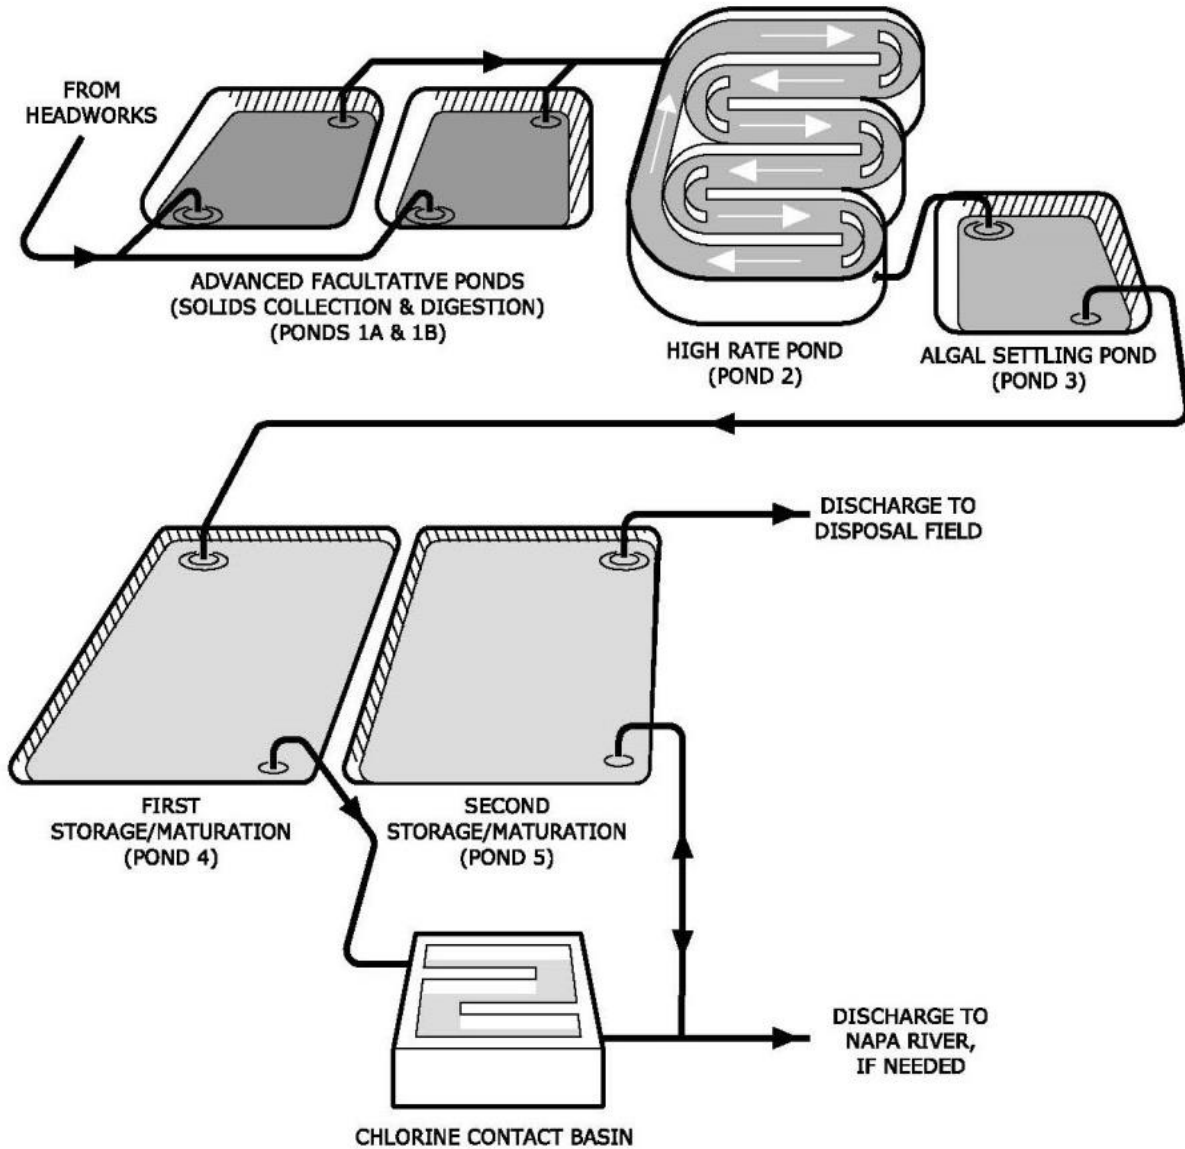 FROM
HEADWORKS
ADVANCED FACULTATIVE PONDS
(SOLIDS COLLECTION & DIGESTION)
(PONDS 1A & 1B)
HIGH RATE POND
(POND 2)
ALGAL SETTLING POND
(POND 3)
DISCHARGE TO
DISPOSAL FIELD
FIRST
STORAGE/MATURATION
(POND 4)
SECOND
STORAGE/MATURATION
(POND 5)
DISCHARGE TO
NAPA RIVER,
IF NEEDED
CHLORINE CONTACT BASIN